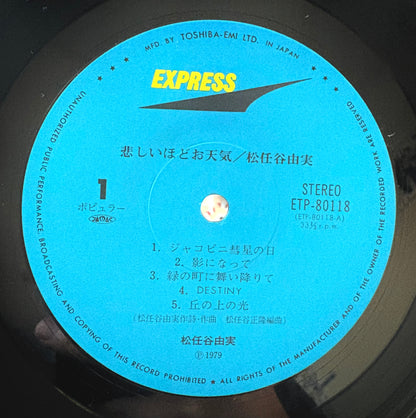 MFD. BY TOSHIBA-EMI LTD. IN JAPAN
EXPRESS
悲しいほどお天気／松任谷由実
1
ポピュラー
STEREO
ETP-80118
(ETP-80118-A)
33⅓ r.p.m.
1. ジャコビニ彗星の日
2. 影になって
3. 緑の町に舞い降りて
4. DESTINY
5. 丘の上の光
(松任谷由実作詩・作曲／松任谷正隆編曲)
松任谷由実
Ⓟ1979
UNAUTHORIZED PUBLIC PERFORMANCE, BROADCASTING AND COPYING OF THIS RECORD PROHIBITED ★ ALL RIGHTS OF THE MANUFACTURER AND OF THE OWNER OF THE RECORDED WORK ARE RESERVED.